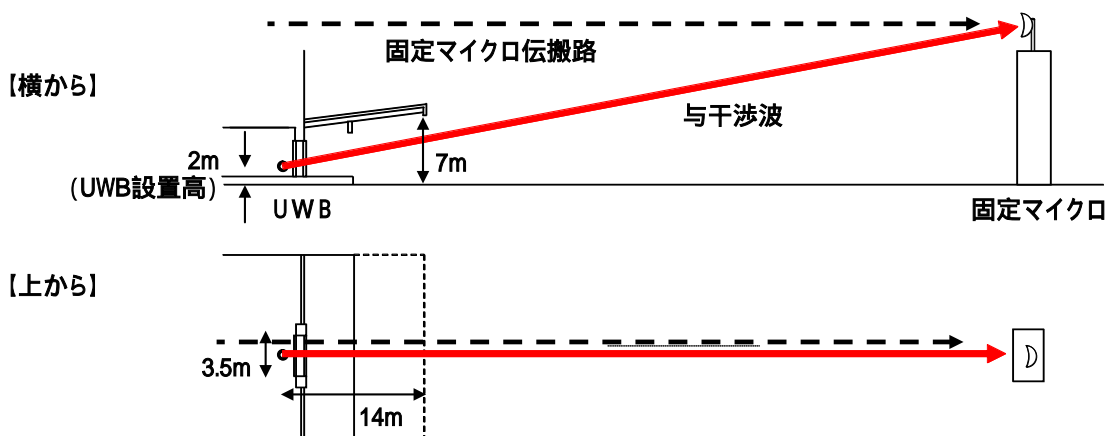 固定マイクロ伝搬路
【横から】
与干渉波
2m
7m
(UWB設置高)
UWB
固定マイクロ
【上から】
3.5m
14m